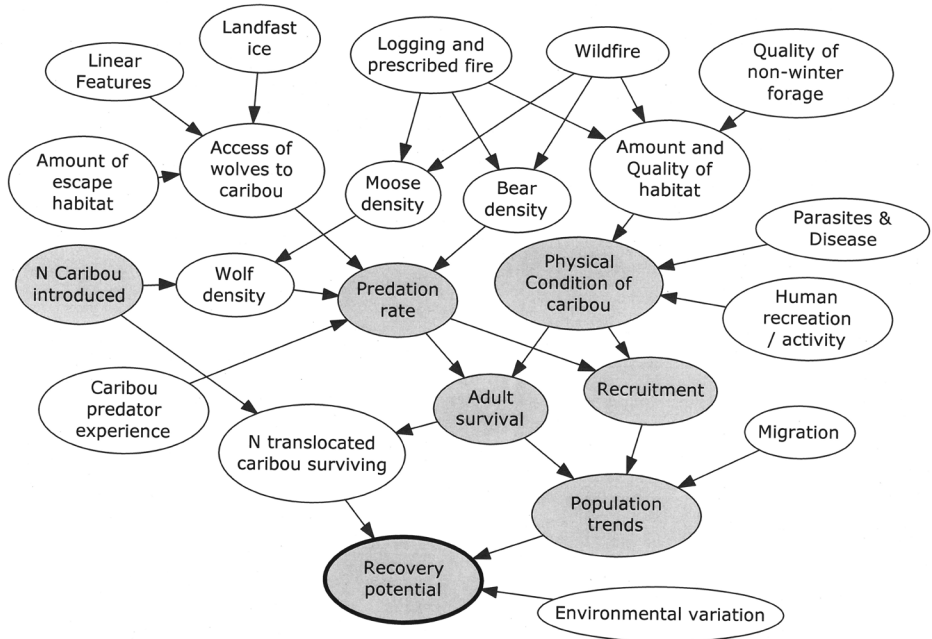 Landfast
ice
Linear
Features
Logging and
prescribed fire
Wildfire
Quality of
non-winter
forage
Amount of
escape
habitat
Access of
wolves to
caribou
Moose
density
Bear
density
Amount and
Quality of
habitat
Parasites &
Disease
N Caribou
introduced
Wolf
density
Predation
rate
Physical
Condition of
caribou
Human
recreation
/ activity
Caribou
predator
experience
Adult
survival
Recruitment
N translocated
caribou surviving
Migration
Population
trends
Recovery
potential
Environmental variation